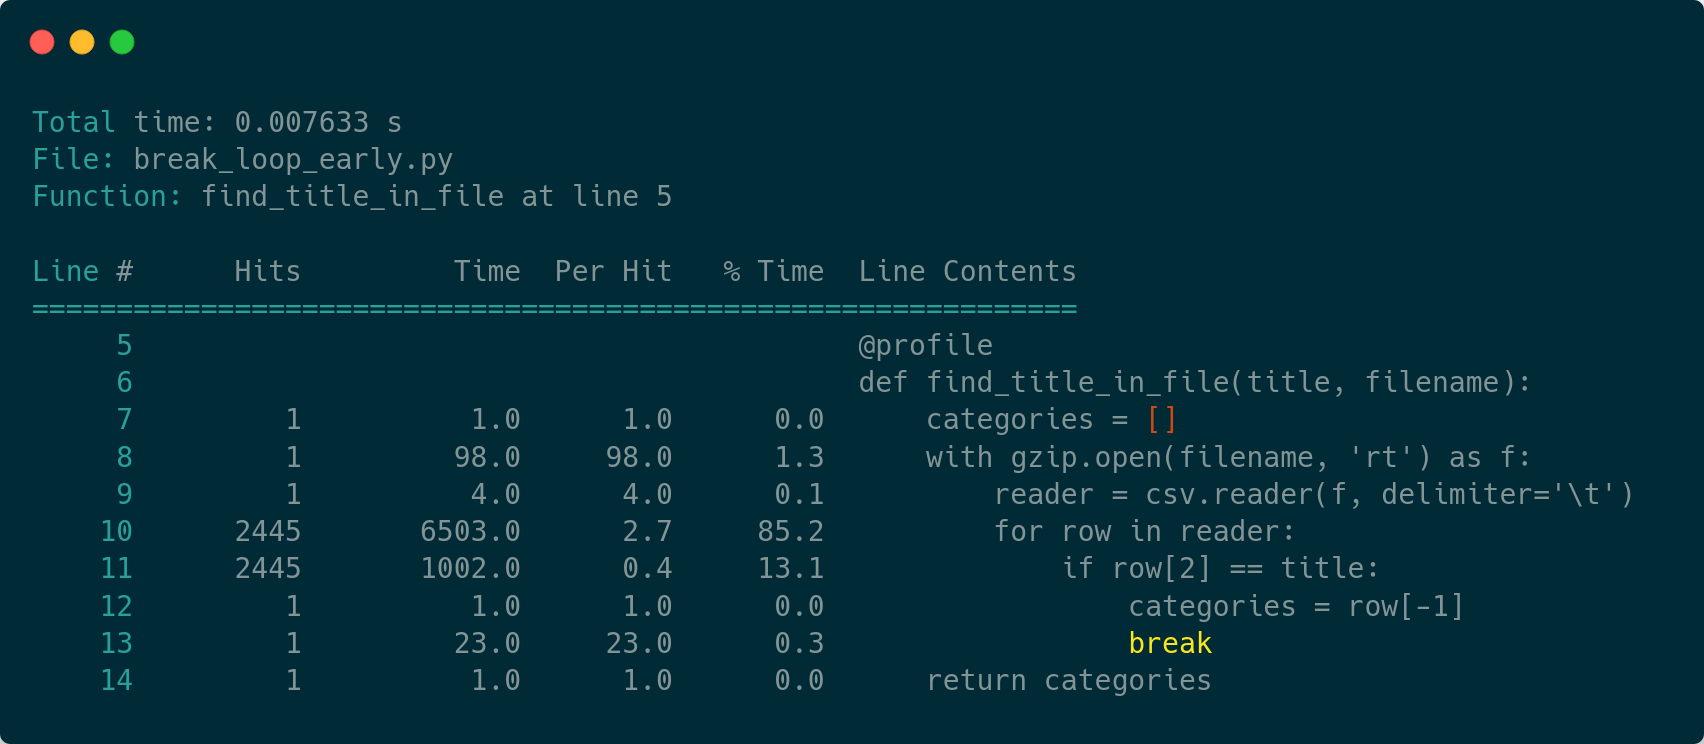 Total time: 0.007633 s
File: break_loop_early.py
Function: find_title_in_file at line 5

Line #      Hits         Time  Per Hit   % Time  Line Contents
==============================================================
     5                                           @profile
     6                                           def find_title_in_file(title, filename):
     7         1          1.0      1.0      0.0      categories = []
     8         1         98.0     98.0      1.3      with gzip.open(filename, 'rt') as f:
     9         1          4.0      4.0      0.1          reader = csv.reader(f, delimiter='\t')
    10      2445       6503.0      2.7     85.2          for row in reader:
    11      2445       1002.0      0.4     13.1              if row[2] == title:
    12         1          1.0      1.0      0.0                  categories = row[-1]
    13         1         23.0     23.0      0.3                  break
    14         1          1.0      1.0      0.0      return categories